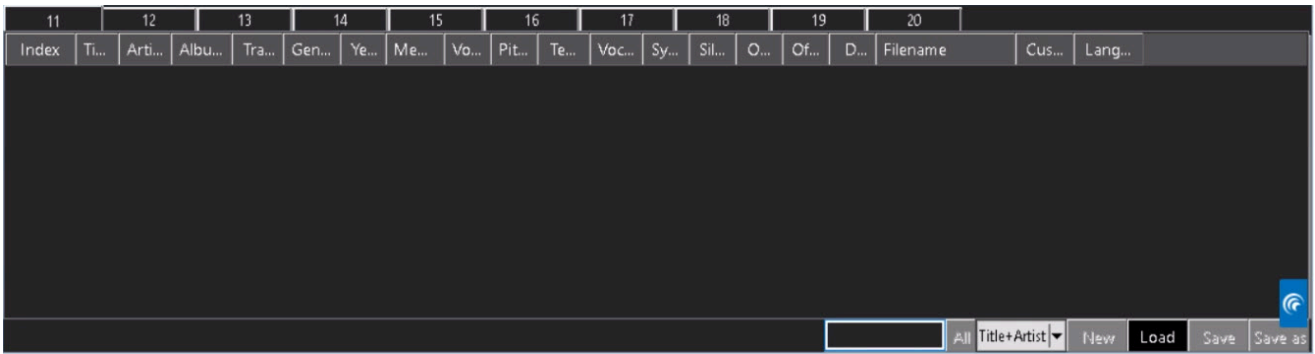 11 12 13 14 15 16 17 18 19 20
Index Ti... Arti... Albu... Tra... Gen... Ye... Me... Vo... Pit... Te... Voc... Sy... Sil... O... Of... D... Filename Cus... Lang...
All Title+Artist New Load Save Save as